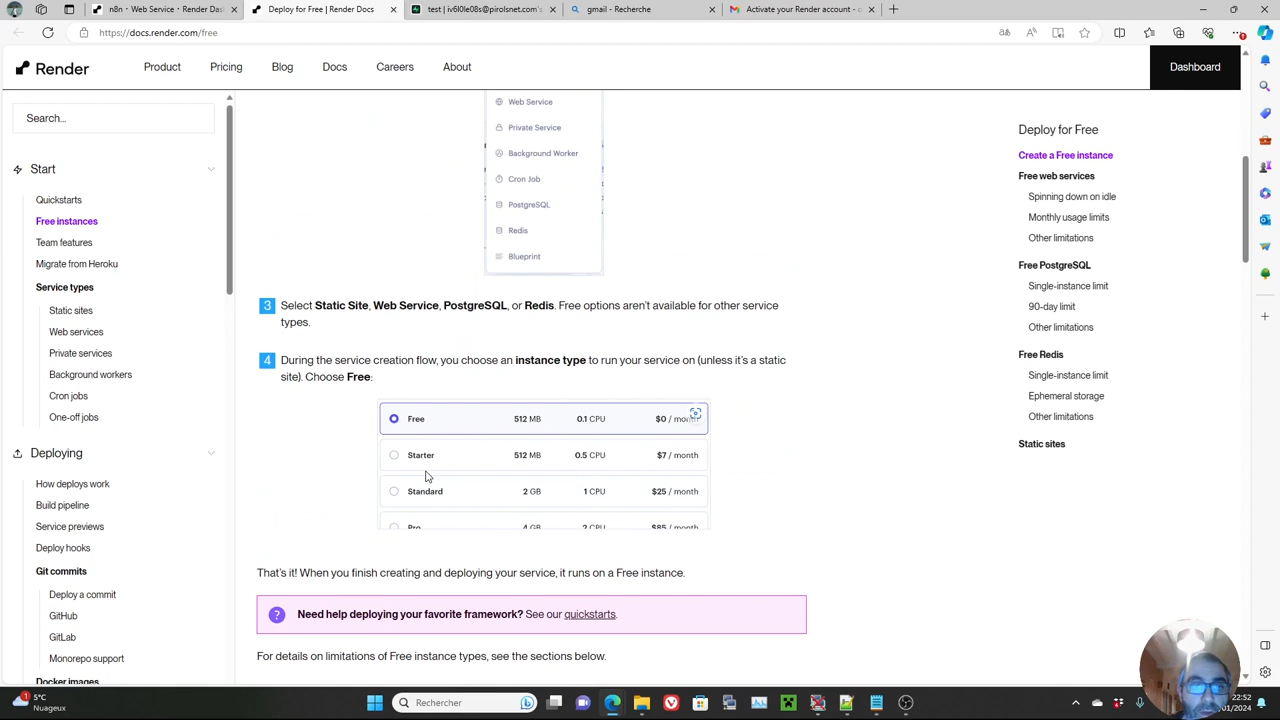 n8n · Web Service · Render Dash
Deploy for Free | Render Docs
test | iv6l0le08s@pirolsnet.com's
gmail - Recherche
Activate your Render account - c
https://docs.render.com/free
Render
Product
Pricing
Blog
Docs
Careers
About
Dashboard
Search...
Start
Quickstarts
Free instances
Team features
Migrate from Heroku
Service types
Static sites
Web services
Private services
Background workers
Cron jobs
One-off jobs
Deploying
How deploys work
Build pipeline
Service previews
Deploy hooks
Git commits
Deploy a commit
GitHub
GitLab
Monorepo support
Docker images
Web Service
Private Service
Background Worker
Cron Job
PostgreSQL
Redis
Blueprint
3 Select Static Site, Web Service, PostgreSQL, or Redis. Free options aren't available for other service
types.
4 During the service creation flow, you choose an instance type to run your service on (unless it's a static
site). Choose Free:
Free 512 MB 0.1 CPU $0 / month
Starter 512 MB 0.5 CPU $7 / month
Standard 2 GB 1 CPU $25 / month
Pro 4 GB 2 CPU $85 / month
That's it! When you finish creating and deploying your service, it runs on a Free instance.
? Need help deploying your favorite framework? See our quickstarts.
For details on limitations of Free instance types, see the sections below.
Deploy for Free
Create a Free instance
Free web services
Spinning down on idle
Monthly usage limits
Other limitations
Free PostgreSQL
Single-instance limit
90-day limit
Other limitations
Free Redis
Single-instance limit
Ephemeral storage
Other limitations
Static sites
1
5°C
Nuageux
Rechercher
22:52
01/2024